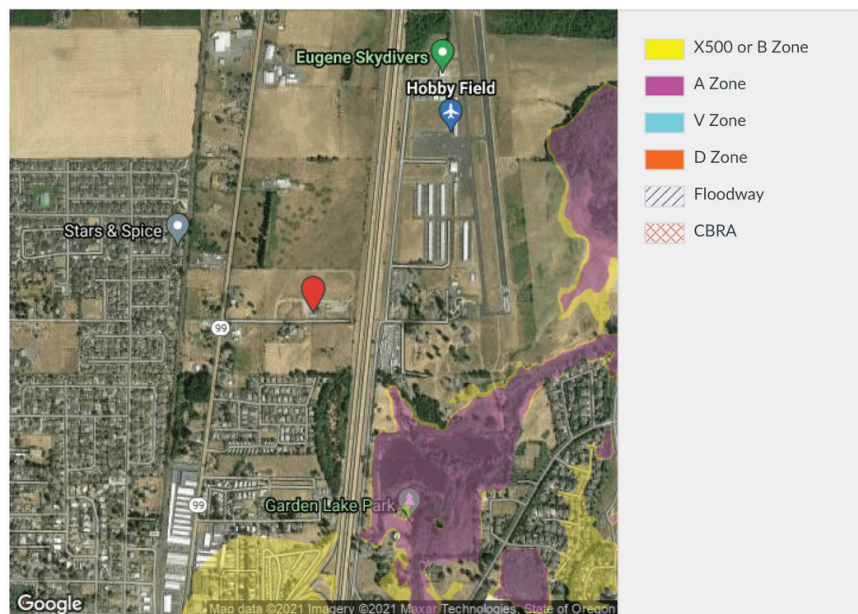 Eugene Skydivers
Hobby Field
Stars & Spice
99
99
Garden Lake Park
Google
Map data ©2021 Imagery ©2021 Maxar Technologies, State of Oregon
X500 or B Zone
A Zone
V Zone
D Zone
Floodway
CBRA